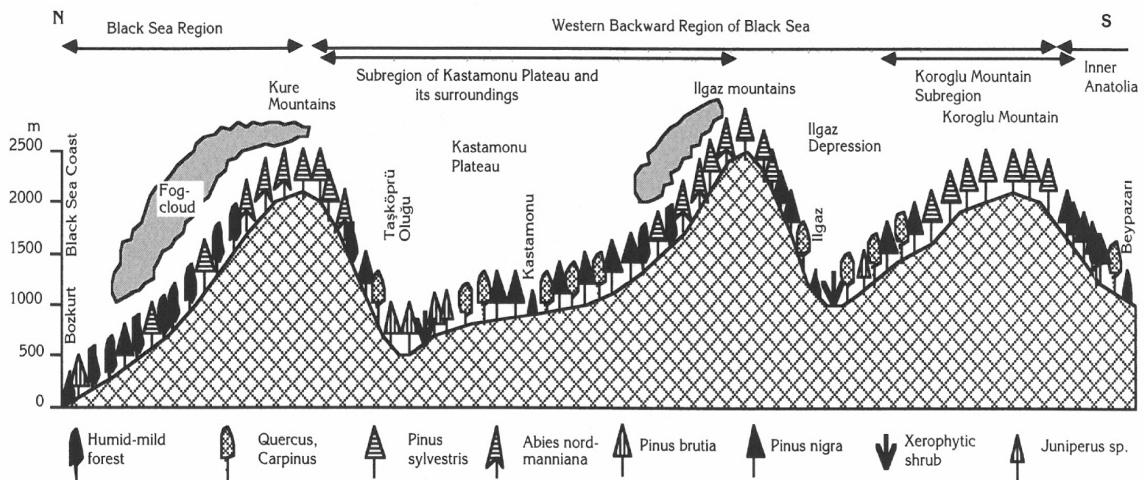 N
S
Black Sea Region
Western Backward Region of Black Sea
Subregion of Kastamonu Plateau and
its surroundings
Koroglu Mountain
Subregion
Inner
Anatolia
Kure
Mountains
Ilgaz mountains
Koroglu Mountain
Ilgaz
Depression
Kastamonu
Plateau
Fog-
cloud
m
2500
2000
1500
1000
500
0
Bozkurt
Black Sea Coast
Taşköprü
Oluğu
Kastamonu
Ilgaz
Beypazarı
Humid-mild
forest
Quercus,
Carpinus
Pinus
sylvestris
Abies nord-
manniana
Pinus brutia
Pinus nigra
Xerophytic
shrub
Juniperus sp.